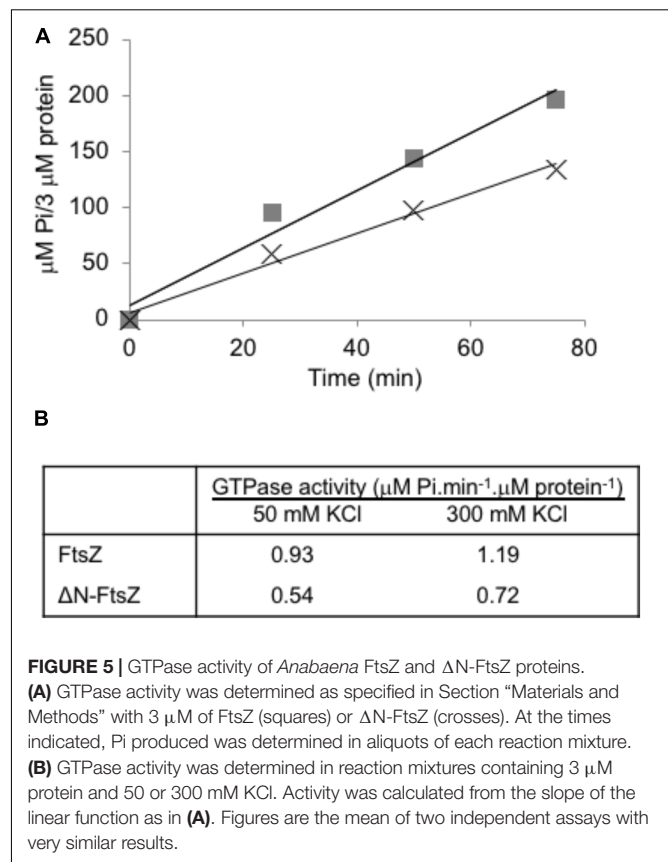 A
250
200
150
100
50
0
μM Pi/3 μM protein
0 20 40 60 80
Time (min)
B
GTPase activity (μM Pi.min⁻¹.μM protein⁻¹)
50 mM KCl 300 mM KCl
FtsZ 0.93 1.19
ΔN-FtsZ 0.54 0.72
FIGURE 5 | GTPase activity of Anabaena FtsZ and ΔN-FtsZ proteins.
(A) GTPase activity was determined as specified in Section “Materials and
Methods” with 3 μM of FtsZ (squares) or ΔN-FtsZ (crosses). At the times
indicated, Pi produced was determined in aliquots of each reaction mixture.
(B) GTPase activity was determined in reaction mixtures containing 3 μM
protein and 50 or 300 mM KCl. Activity was calculated from the slope of the
linear function as in (A). Figures are the mean of two independent assays with
very similar results.